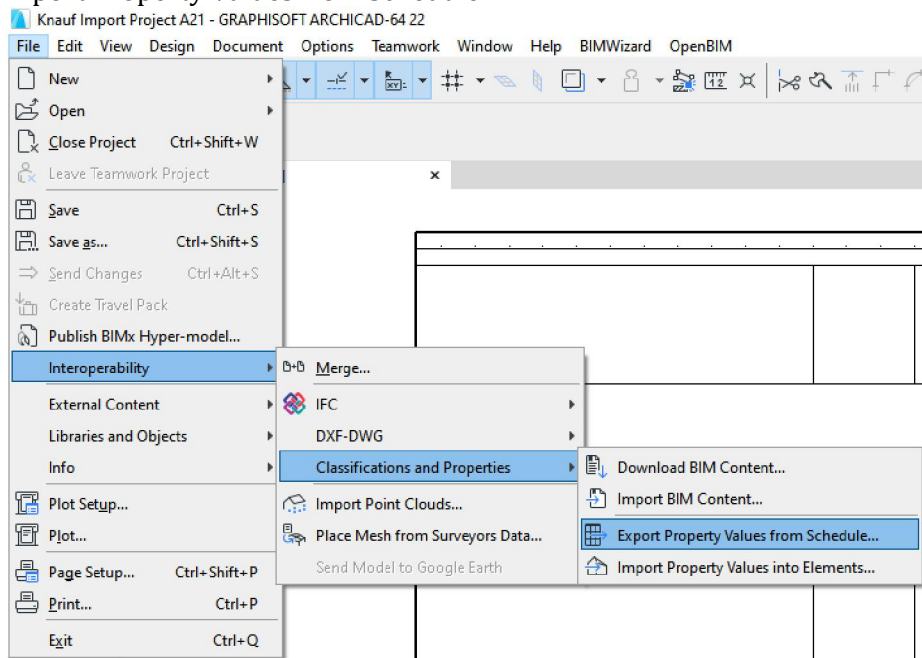 Knauf Import Project A21 - GRAPHISOFT ARCHICAD-64 22
File Edit View Design Document Options Teamwork Window Help BIMWizard OpenBIM
New
Open
Close Project Ctrl+Shift+W
Leave Teamwork Project
Save Ctrl+S
Save as... Ctrl+Shift+S
Send Changes Ctrl+Alt+S
Create Travel Pack
Publish BIMx Hyper-model...
Interoperability
External Content
Libraries and Objects
Info
Plot Setup...
Plot...
Page Setup... Ctrl+Shift+P
Print... Ctrl+P
Exit Ctrl+Q
Merge...
IFC
DXF-DWG
Classifications and Properties
Import Point Clouds...
Place Mesh from Surveyors Data...
Send Model to Google Earth
Download BIM Content...
Import BIM Content...
Export Property Values from Schedule...
Import Property Values into Elements...